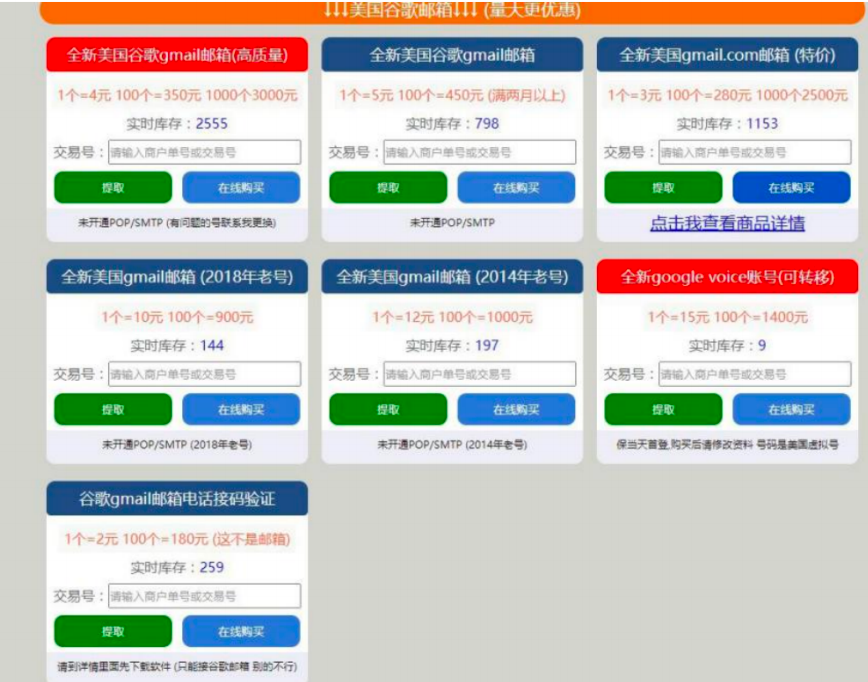 ↓↓↓美国谷歌邮箱↓↓↓ (量大更优惠)
全新美国谷歌gmail邮箱(高质量)
1个=4元 100个=350元 1000个3000元
实时库存：2555
交易号：请输入商户单号或交易号
提取 在线购买
未开通POP/SMTP (有问题的号联系我更换)
全新美国谷歌gmail邮箱
1个=5元 100个=450元 (满两月以上)
实时库存：798
交易号：请输入商户单号或交易号
提取 在线购买
未开通POP/SMTP
全新美国gmail.com邮箱 (特价)
1个=3元 100个=280元 1000个2500元
实时库存：1153
交易号：请输入商户单号或交易号
提取 在线购买
点击我查看商品详情
全新美国gmail邮箱 (2018年老号)
1个=10元 100个=900元
实时库存：144
交易号：请输入商户单号或交易号
提取 在线购买
未开通POP/SMTP (2018年老号)
全新美国gmail邮箱 (2014年老号)
1个=12元 100个=1000元
实时库存：197
交易号：请输入商户单号或交易号
提取 在线购买
未开通POP/SMTP (2014年老号)
全新google voice账号(可转移)
1个=15元 100个=1400元
实时库存：9
交易号：请输入商户单号或交易号
提取 在线购买
保当天首登,购买后请修改资料 号码是美国虚拟号
谷歌gmail邮箱电话接码验证
1个=2元 100个=180元 (这不是邮箱)
实时库存：259
交易号：请输入商户单号或交易号
提取 在线购买
请到详情里面先下载软件 (只能接谷歌邮箱 别的不行)